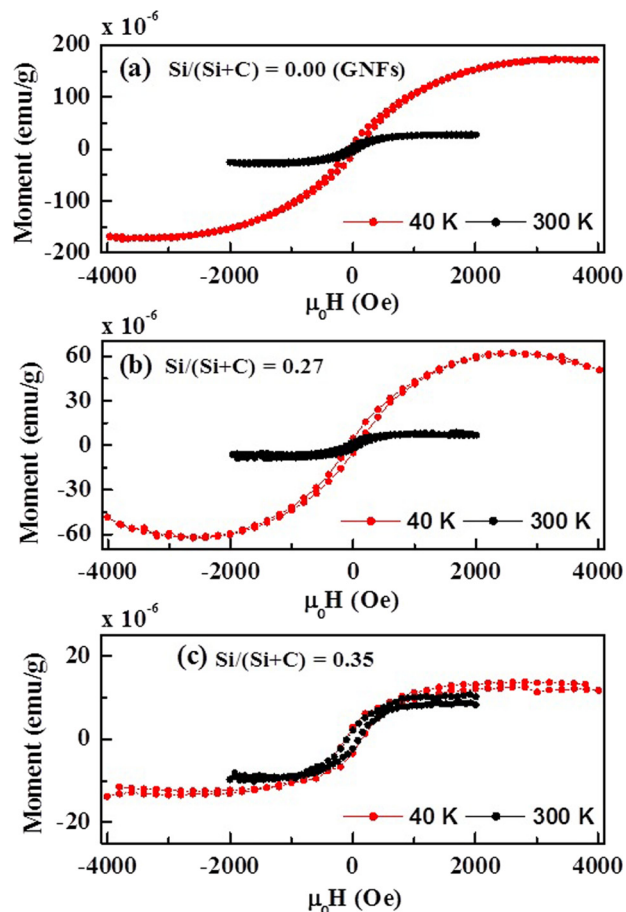 x 10⁻⁶
200
(a) Si/(Si+C) = 0.00 (GNFs)
100
0
-100
-200
Moment (emu/g)
40 K 300 K
-4000 -2000 0 2000 4000
μ₀H (Oe)
x 10⁻⁶
(b) Si/(Si+C) = 0.27
60
30
0
-30
-60
Moment (emu/g)
40 K 300 K
-4000 -2000 0 2000 4000
μ₀H (Oe)
x 10⁻⁶
(c) Si/(Si+C) = 0.35
20
0
-20
Moment (emu/g)
40 K 300 K
-4000 -2000 0 2000 4000
μ₀H (Oe)